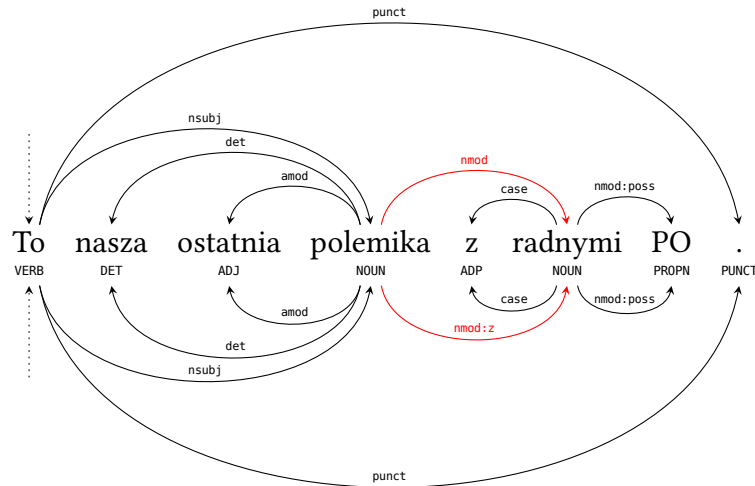 punct
nsubj
det
nmod
amod
case
nmod:poss
To nasza ostatnia polemika z radnymi PO .
VERB DET ADJ NOUN ADP NOUN PROPN PUNCT
amod
case
nmod:poss
nmod:z
det
nsubj
punct